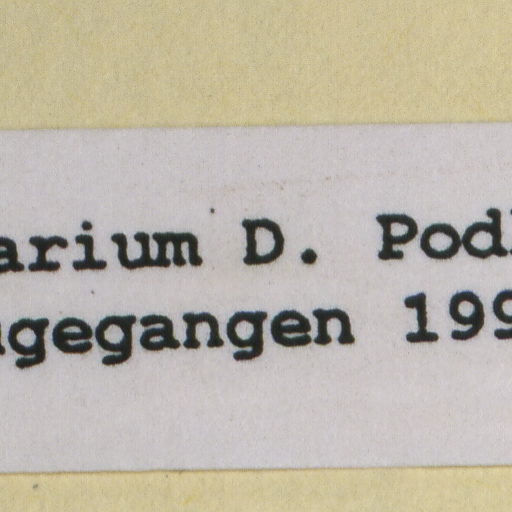 arium D. Pod
gegangen 199